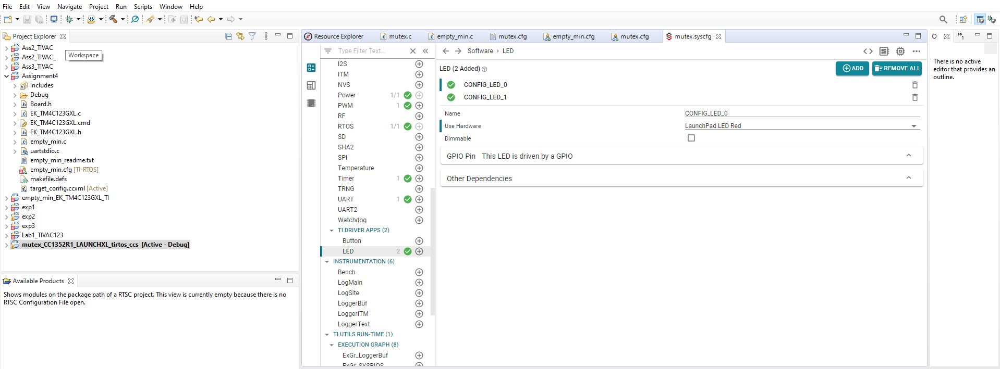 File Edit View Navigate Project Run Scripts Window Help
Project Explorer
Ass2_TIVAC
Ass2_TIVAC_
Workspace
Ass3_TIVAC
Assignment4
Includes
Debug
Board.h
EK_TM4C123GXL.c
EK_TM4C123GXL.cmd
EK_TM4C123GXL.h
empty_min.c
uartstdio.c
empty_min_readme.txt
empty_min.cfg [TI-RTOS]
makefile.defs
target_config.ccxml [Active]
empty_min_EK_TM4C123GXL_TI
exp1
exp2
exp3
Lab1_TIVAC123
mutex_CC1352R1_LAUNCHXL_tirtos_ccs [Active - Debug]
Available Products
Shows modules on the package path of a RTSC project. This view is currently empty because there is no
RTSC Configuration File open.
Resource Explorer mutex.c empty_min.c mutex.cfg empty_min.cfg mutex.cfg mutex.syscfg
Type Filter Text...
I2S
ITM
NVS
Power 1/1
PWM 1
RF
RTOS 1/1
SD
SHA2
SPI
Temperature
Timer 1
TRNG
UART 1
UART2
Watchdog
TI DRIVER APPS (2)
Button
LED 2
INSTRUMENTATION (6)
Bench
LogMain
LogSite
LoggerBuf
LoggerITM
LoggerText
TI UTILS RUN-TIME (1)
EXECUTION GRAPH (8)
ExGr_LoggerBuf
ExGr_SYSBIOS
Software > LED
LED (2 Added)
ADD
REMOVE ALL
CONFIG_LED_0
CONFIG_LED_1
Name CONFIG_LED_0
Use Hardware LaunchPad LED Red
Dimmable
GPIO Pin This LED is driven by a GPIO
Other Dependencies
O
1
There is no active
editor that provides an
outline.